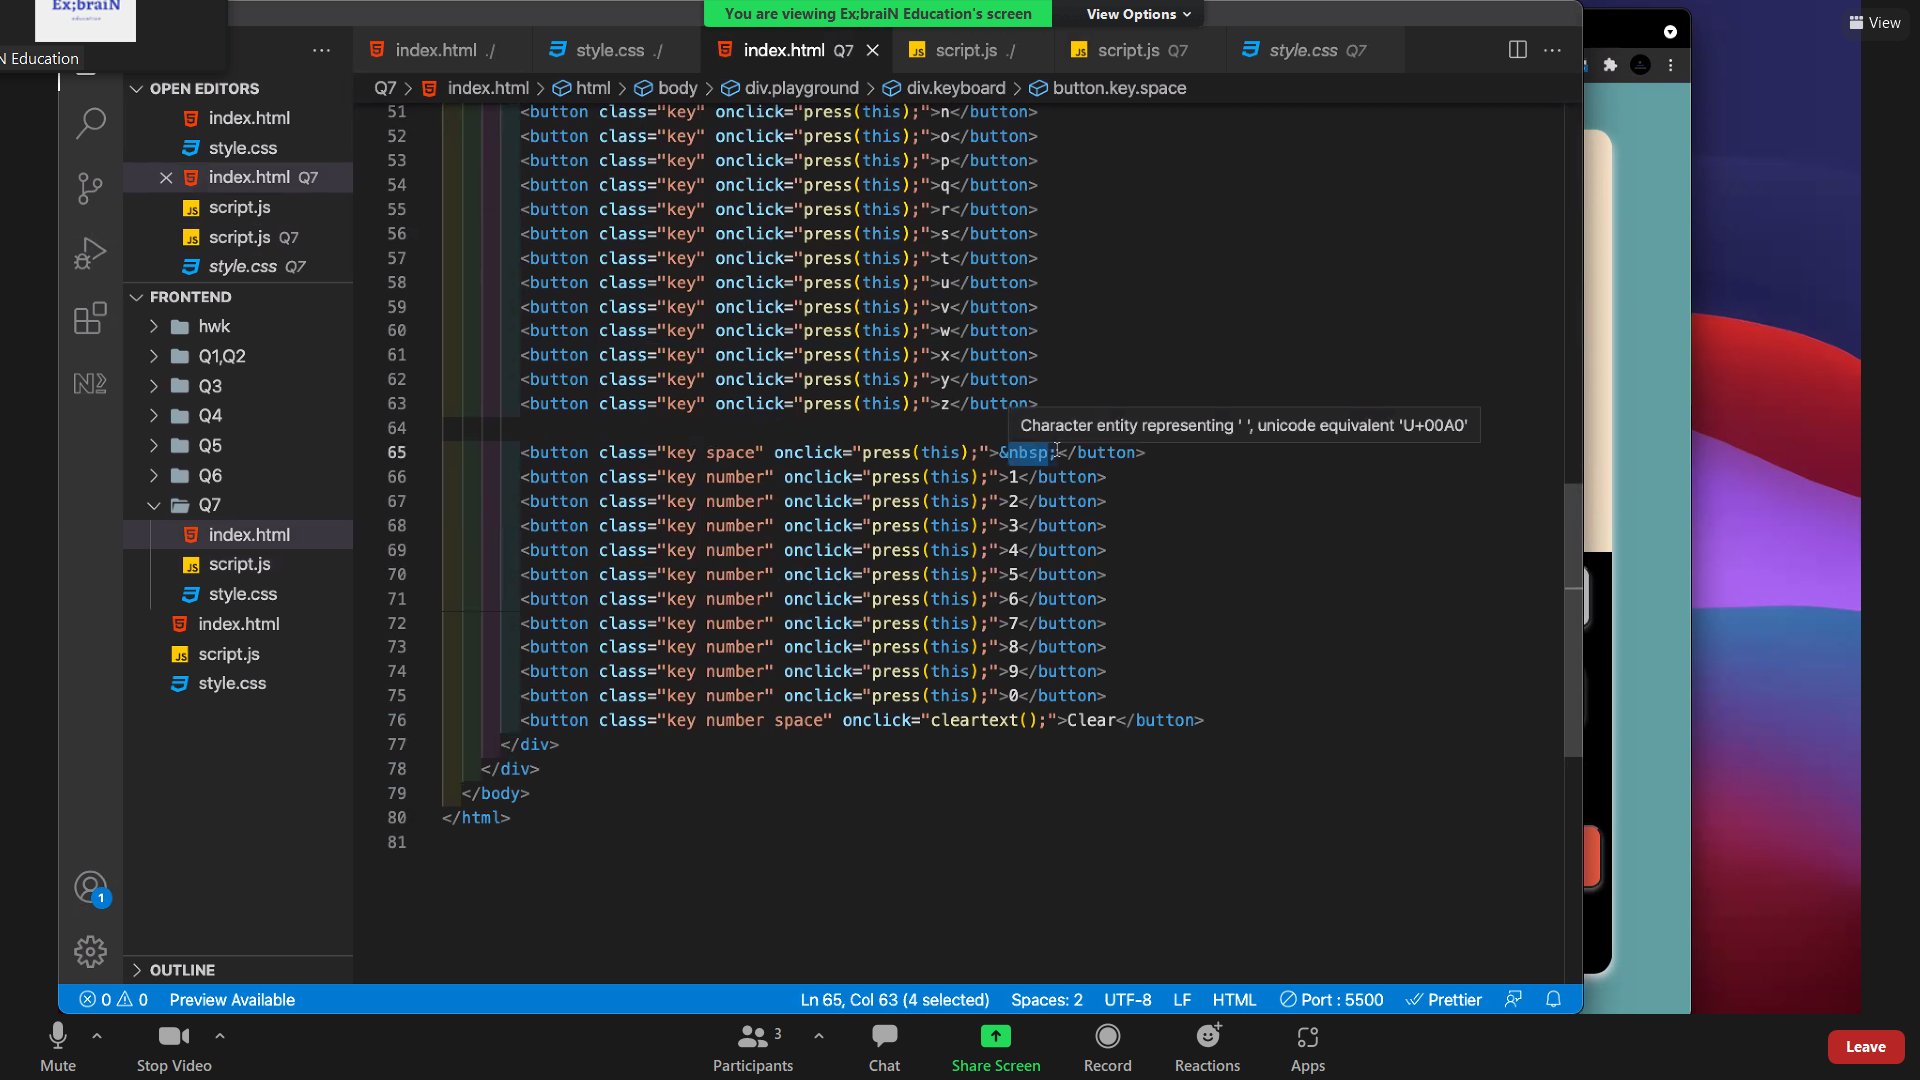 Ex;braiN
education
N Education
You are viewing Ex;braiN Education's screen
View Options
View
index.html ./
style.css ./
index.html Q7
script.js ./
script.js Q7
style.css Q7
Q7 > index.html > html > body > div.playground > div.keyboard > button.key.space
OPEN EDITORS
index.html
style.css
index.html Q7
script.js
script.js Q7
style.css Q7
FRONTEND
hwk
Q1,Q2
Q3
Q4
Q5
Q6
Q7
index.html
script.js
style.css
index.html
script.js
style.css
OUTLINE
51 <button class="key" onclick="press(this);">n</button>
52 <button class="key" onclick="press(this);">o</button>
53 <button class="key" onclick="press(this);">p</button>
54 <button class="key" onclick="press(this);">q</button>
55 <button class="key" onclick="press(this);">r</button>
56 <button class="key" onclick="press(this);">s</button>
57 <button class="key" onclick="press(this);">t</button>
58 <button class="key" onclick="press(this);">u</button>
59 <button class="key" onclick="press(this);">v</button>
60 <button class="key" onclick="press(this);">w</button>
61 <button class="key" onclick="press(this);">x</button>
62 <button class="key" onclick="press(this);">y</button>
63 <button class="key" onclick="press(this);">z</button>
64
Character entity representing ' ', unicode equivalent 'U+00A0'
65 <button class="key space" onclick="press(this);">&nbsp;</button>
66 <button class="key number" onclick="press(this);">1</button>
67 <button class="key number" onclick="press(this);">2</button>
68 <button class="key number" onclick="press(this);">3</button>
69 <button class="key number" onclick="press(this);">4</button>
70 <button class="key number" onclick="press(this);">5</button>
71 <button class="key number" onclick="press(this);">6</button>
72 <button class="key number" onclick="press(this);">7</button>
73 <button class="key number" onclick="press(this);">8</button>
74 <button class="key number" onclick="press(this);">9</button>
75 <button class="key number" onclick="press(this);">0</button>
76 <button class="key number space" onclick="cleartext();">Clear</button>
77 </div>
78 </div>
79 </body>
80 </html>
81
1
0 0 Preview Available
Ln 65, Col 63 (4 selected) Spaces: 2 UTF-8 LF HTML Port : 5500 Prettier
Mute
Stop Video
Participants 3
Chat
Share Screen
Record
Reactions
Apps
Leave